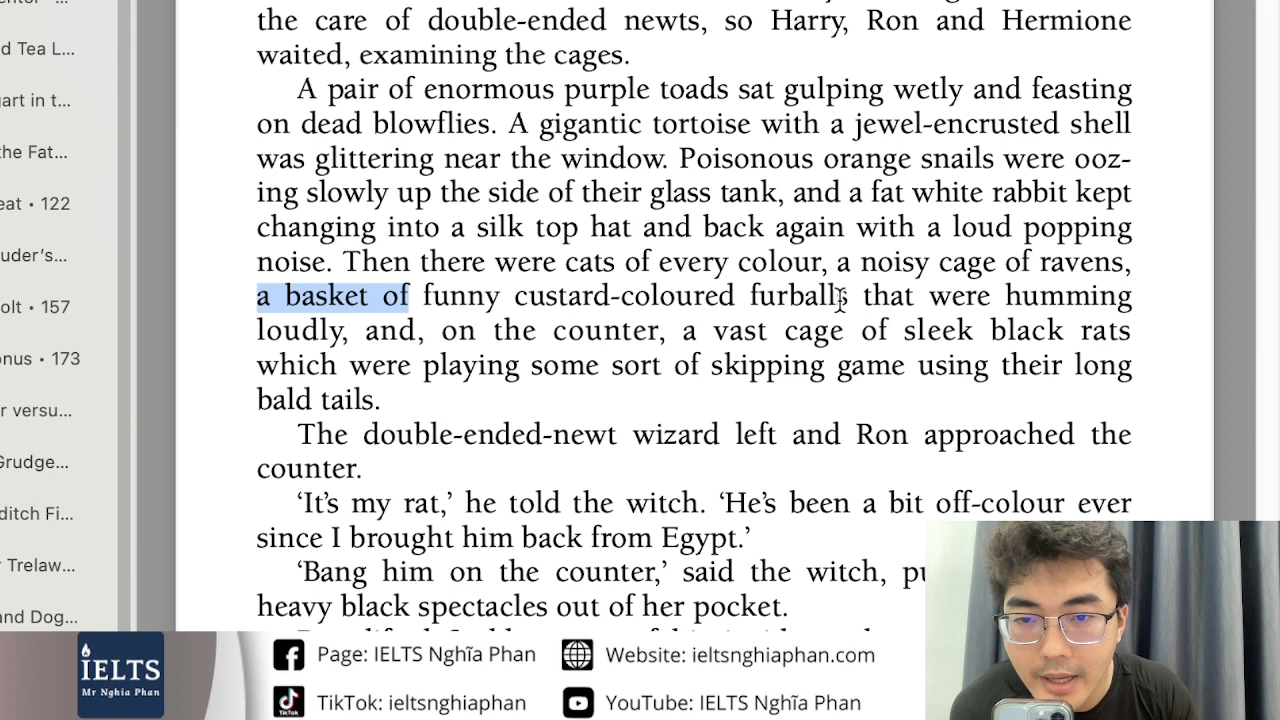 d Tea L...
art in t...
the Fat...
eat • 122
uder's...
olt • 157
onus • 173
r versu...
Grudge...
ditch Fi...
r Trelaw...
and Dog...
the care of double-ended newts, so Harry, Ron and Hermione
waited, examining the cages.
A pair of enormous purple toads sat gulping wetly and feasting
on dead blowflies. A gigantic tortoise with a jewel-encrusted shell
was glittering near the window. Poisonous orange snails were ooz-
ing slowly up the side of their glass tank, and a fat white rabbit kept
changing into a silk top hat and back again with a loud popping
noise. Then there were cats of every colour, a noisy cage of ravens,
a basket of funny custard-coloured furballs that were humming
loudly, and, on the counter, a vast cage of sleek black rats
which were playing some sort of skipping game using their long
bald tails.
The double-ended-newt wizard left and Ron approached the
counter.
‘It’s my rat,’ he told the witch. ‘He’s been a bit off-colour ever
since I brought him back from Egypt.’
‘Bang him on the counter,’ said the witch, pu
heavy black spectacles out of her pocket.
IELTS
Mr Nghia Phan
Page: IELTS Nghĩa Phan
Website: ieltsnghiaphan.com
TikTok
TikTok: ieltsnghiaphan
YouTube: IELTS Nghĩa Phan